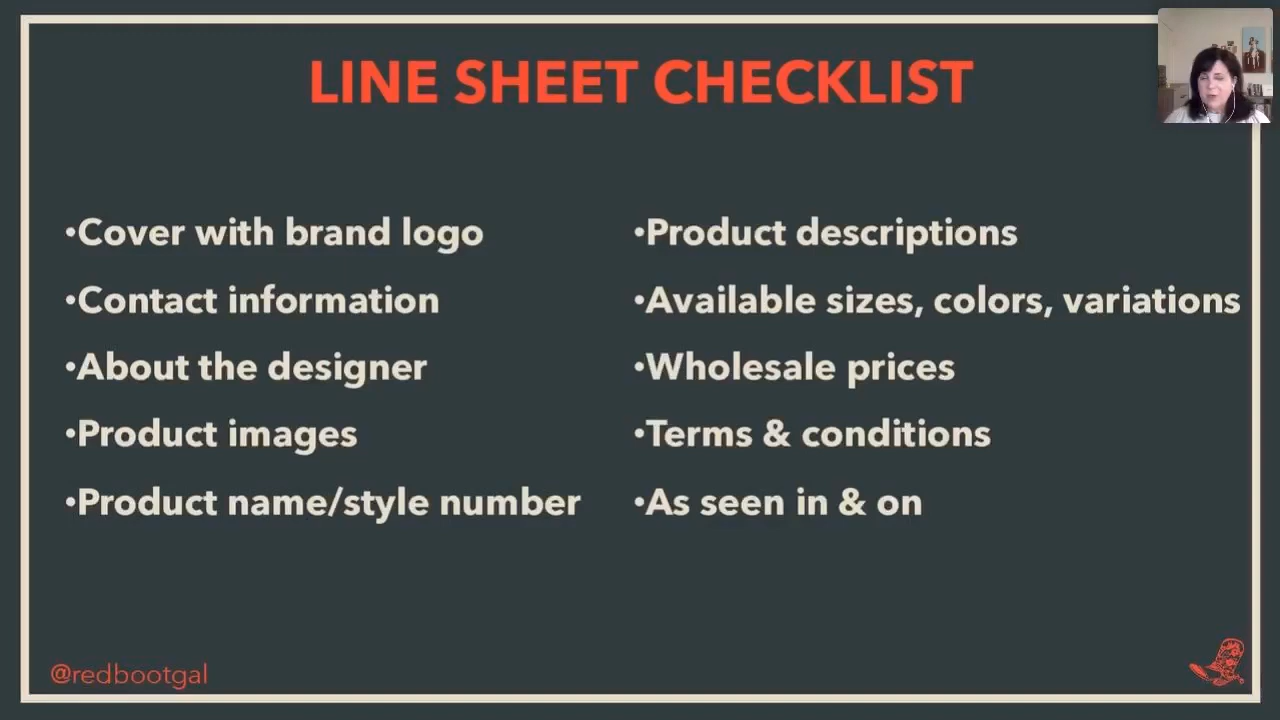 LINE SHEET CHECKLIST
•Cover with brand logo
•Contact information
•About the designer
•Product images
•Product name/style number
•Product descriptions
•Available sizes, colors, variations
•Wholesale prices
•Terms & conditions
•As seen in & on
@redbootgal